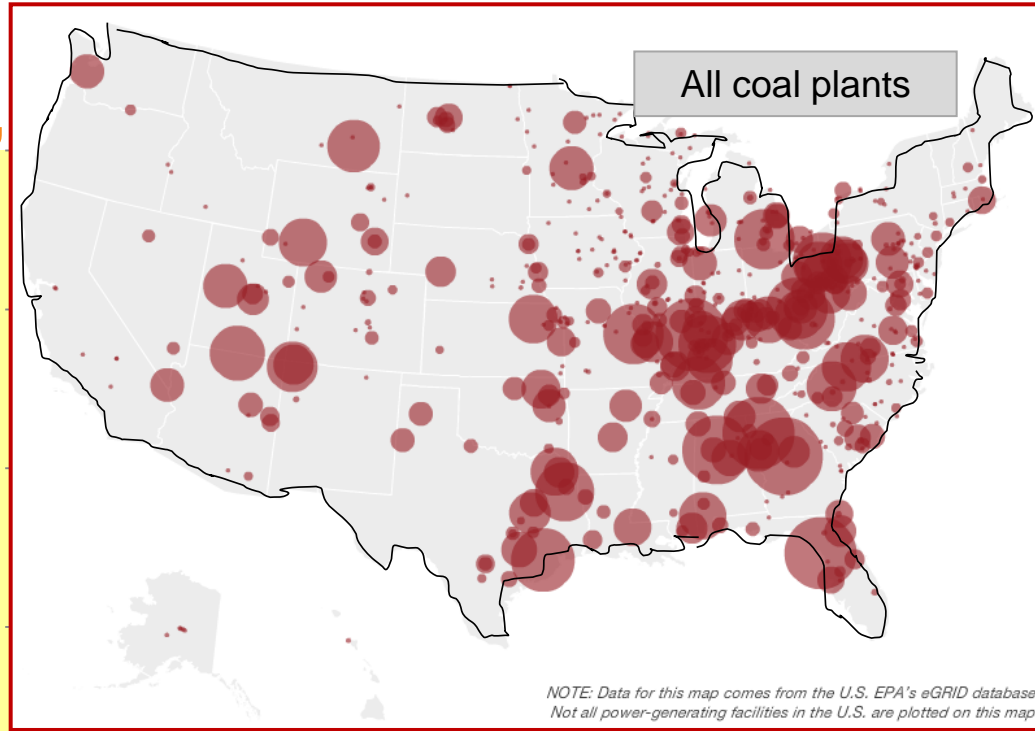 All coal plants
NOTE: Data for this map comes from the U.S. EPA's eGRID database
Not all power-generating facilities in the U.S. are plotted on this map